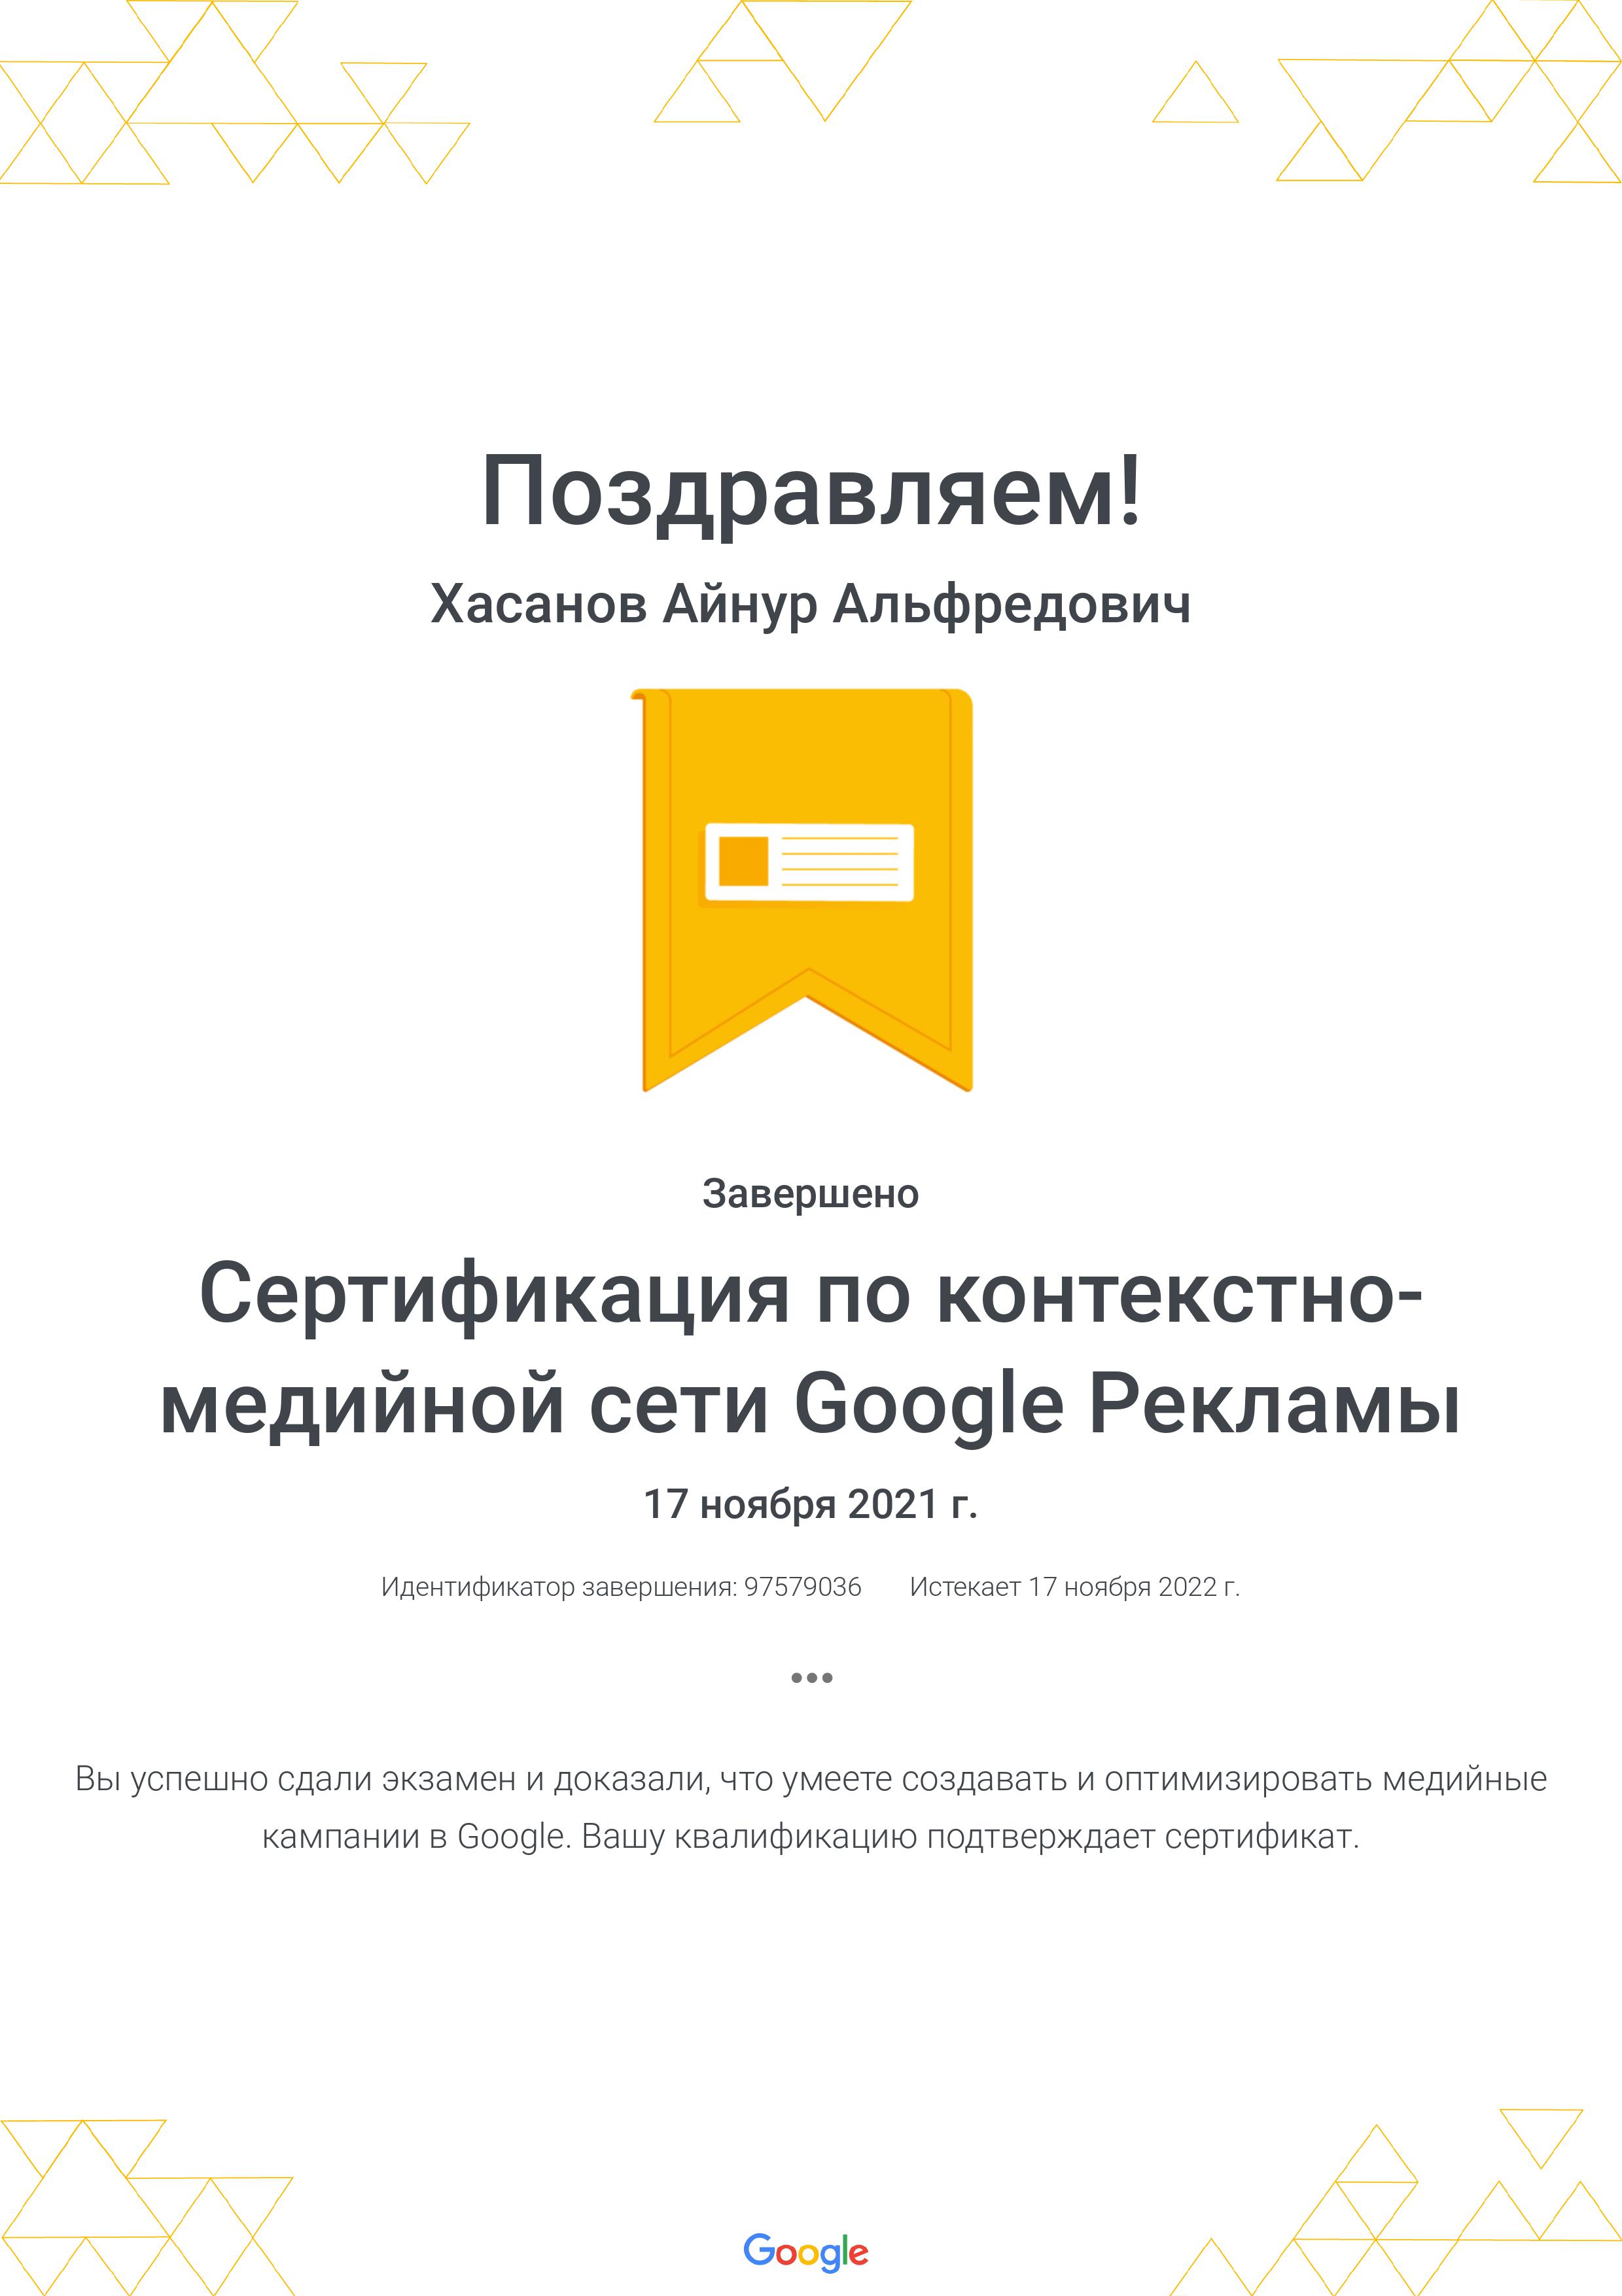 Поздравляем!
Хасанов Айнур Альфредович
Завершено
Сертификация по контекстно-
медийной сети Google Рекламы
17 ноября 2021 г.
Идентификатор завершения: 97579036 Истекает 17 ноября 2022 г.
Вы успешно сдали экзамен и доказали, что умеете создавать и оптимизировать медийные
кампании в Google. Вашу квалификацию подтверждает сертификат.
Google